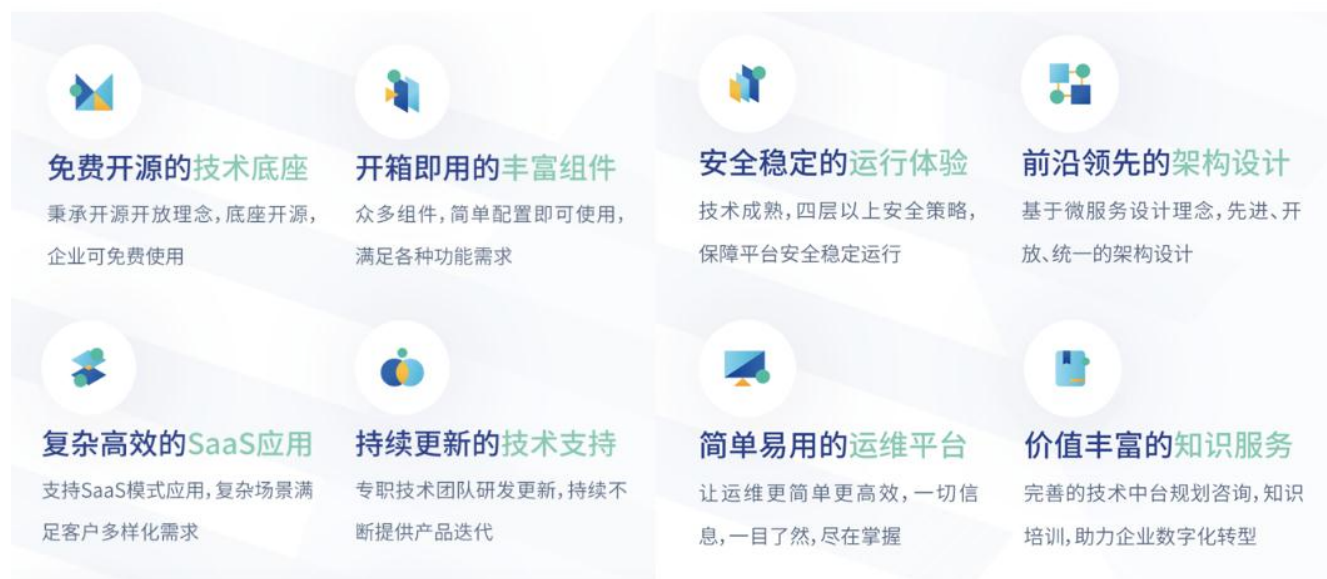 免费开源的技术底座
秉承开源开放理念,底座开源,
企业可免费使用
开箱即用的丰富组件
众多组件,简单配置即可使用,
满足各种功能需求
安全稳定的运行体验
技术成熟,四层以上安全策略,
保障平台安全稳定运行
前沿领先的架构设计
基于微服务设计理念,先进、开
放、统一的架构设计
复杂高效的SaaS应用
支持SaaS模式应用,复杂场景满
足客户多样化需求
持续更新的技术支持
专职技术团队研发更新,持续不
断提供产品迭代
简单易用的运维平台
让运维更简单更高效,一切信
息,一目了然,尽在掌握
价值丰富的知识服务
完善的技术中台规划咨询,知识
培训,助力企业数字化转型